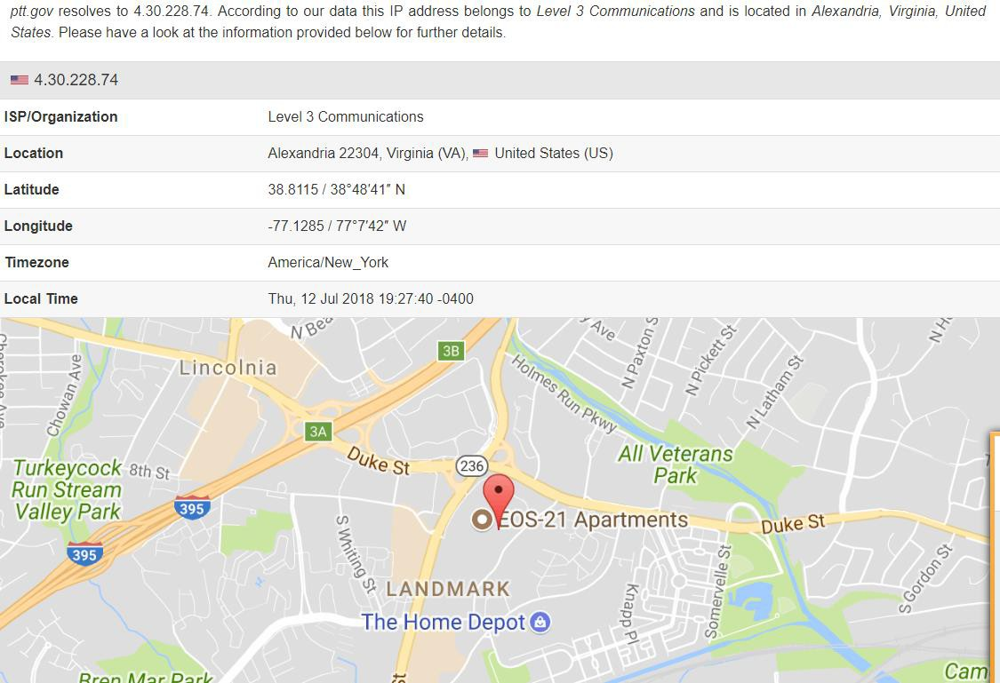 ptt.gov resolves to 4.30.228.74. According to our data this IP address belongs to Level 3 Communications and is located in Alexandria, Virginia, United
States. Please have a look at the information provided below for further details.
4.30.228.74
ISP/Organization Level 3 Communications
Location Alexandria 22304, Virginia (VA), United States (US)
Latitude 38.8115 / 38°48′41″ N
Longitude -77.1285 / 77°7′42″ W
Timezone America/New_York
Local Time Thu, 12 Jul 2018 19:27:40 -0400
N Bea
y Ave
N Paxton S
N Pickett St
N Latham St
N Ho
3B
Lincolnia
Chowan Ave
Cherokee Ave
Holmes Run Pkwy
3A
Duke St
236
All Veterans
Park
Turkeycock
Run Stream
Valley Park
8th St
395
EOS-21 Apartments
Duke St
395
S Whiting St
LANDMARK
The Home Depot
Knapp Pl
Somervelle St
S Gordon St
Bren Mar Park
Cam